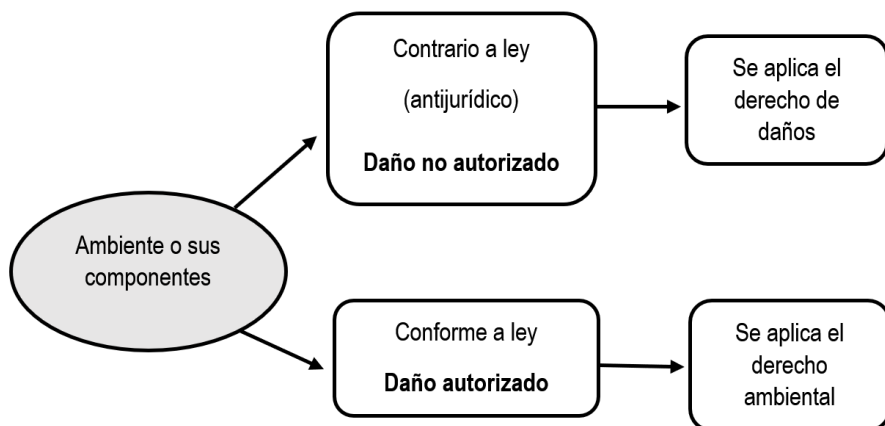 Ambiente o sus
componentes
Contrario a ley
(antijurídico)
Daño no autorizado
Se aplica el
derecho de
daños
Conforme a ley
Daño autorizado
Se aplica el
derecho
ambiental